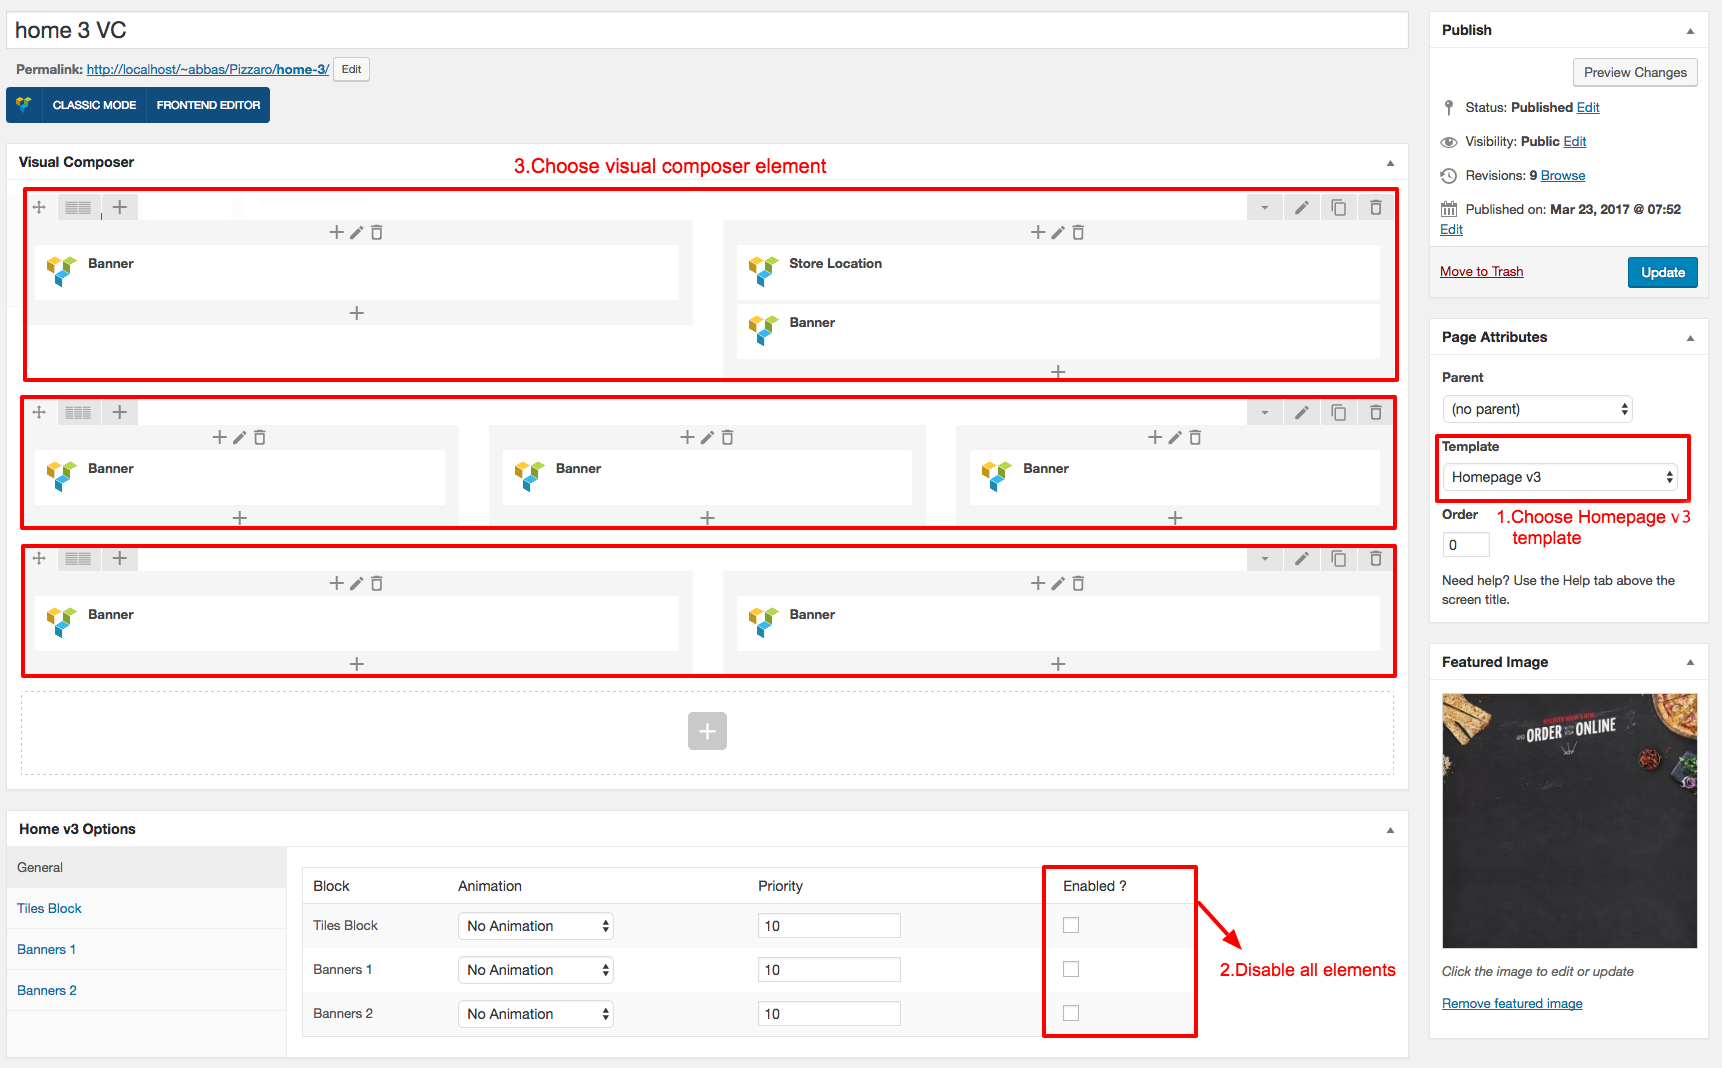 home 3 VC
Permalink: http://localhost/~abbas/Pizzaro/home-3/ Edit
CLASSIC MODE FRONTEND EDITOR
Visual Composer
3.Choose visual composer element
Banner
Store Location
Banner
Banner
Banner
Banner
Banner
Banner
Home v3 Options
General
Tiles Block
Banners 1
Banners 2
Block Animation Priority Enabled ?
Tiles Block No Animation 10
Banners 1 No Animation 10
Banners 2 No Animation 10
2.Disable all elements
Publish
Preview Changes
Status: Published Edit
Visibility: Public Edit
Revisions: 9 Browse
Published on: Mar 23, 2017 @ 07:52
Edit
Move to Trash Update
Page Attributes
Parent
(no parent)
Template
Homepage v3
1.Choose Homepage v3
template
Order
0
Need help? Use the Help tab above the
screen title.
Featured Image
AND ORDER ONLINE
Click the image to edit or update
Remove featured image